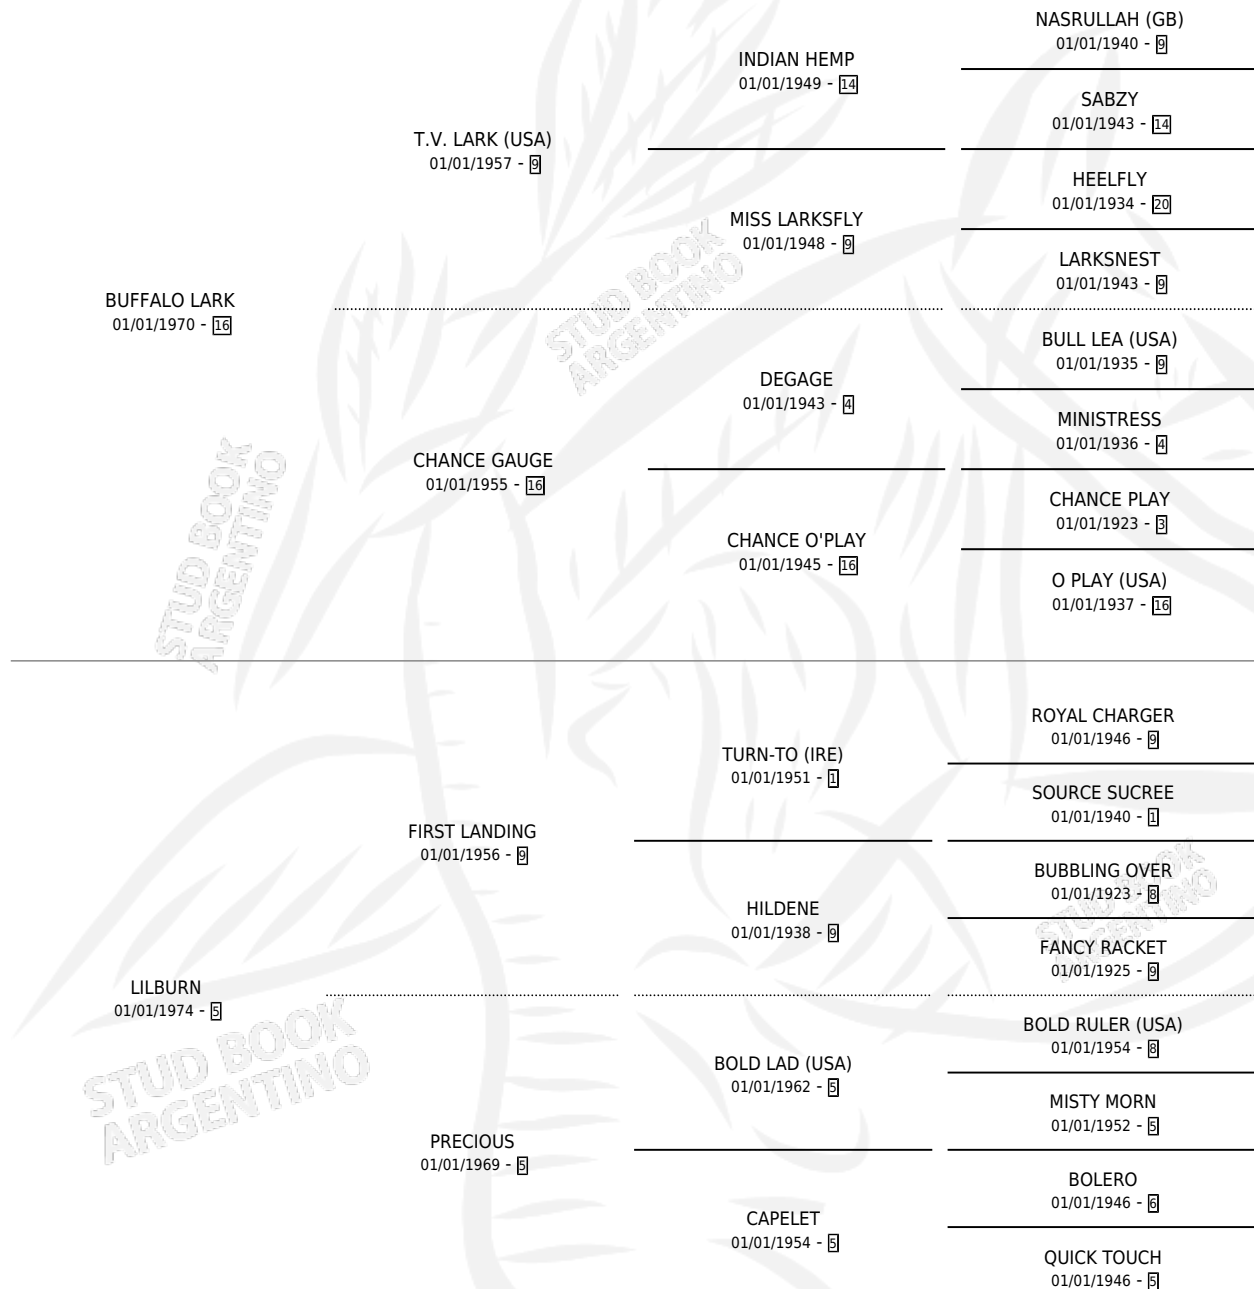 NASRULLAH (GB)
01/01/1940 - 9
INDIAN HEMP
01/01/1949 - 14
SABZY
01/01/1943 - 14
T.V. LARK (USA)
01/01/1957 - 9
HEELFLY
01/01/1934 - 20
MISS LARKSFLY
01/01/1948 - 9
LARKSNEST
01/01/1943 - 9
BUFFALO LARK
01/01/1970 - 16
BULL LEA (USA)
01/01/1935 - 9
DEGAGE
01/01/1943 - 4
MINISTRESS
01/01/1936 - 4
CHANCE GAUGE
01/01/1955 - 16
CHANCE PLAY
01/01/1923 - 3
CHANCE O'PLAY
01/01/1945 - 16
O PLAY (USA)
01/01/1937 - 16
ROYAL CHARGER
01/01/1946 - 9
TURN-TO (IRE)
01/01/1951 - 1
SOURCE SUCREE
01/01/1940 - 1
FIRST LANDING
01/01/1956 - 9
BUBBLING OVER
01/01/1923 - 8
HILDENE
01/01/1938 - 9
FANCY RACKET
01/01/1925 - 9
LILBURN
01/01/1974 - 5
BOLD RULER (USA)
01/01/1954 - 8
BOLD LAD (USA)
01/01/1962 - 5
MISTY MORN
01/01/1952 - 5
PRECIOUS
01/01/1969 - 5
BOLERO
01/01/1946 - 6
CAPELET
01/01/1954 - 5
QUICK TOUCH
01/01/1946 - 5
STUD BOOK
ARGENTINO
STUD BOOK
ARGENTINO
STUD BOOK
ARGENTINO
STUD BOOK
ARGENTINO